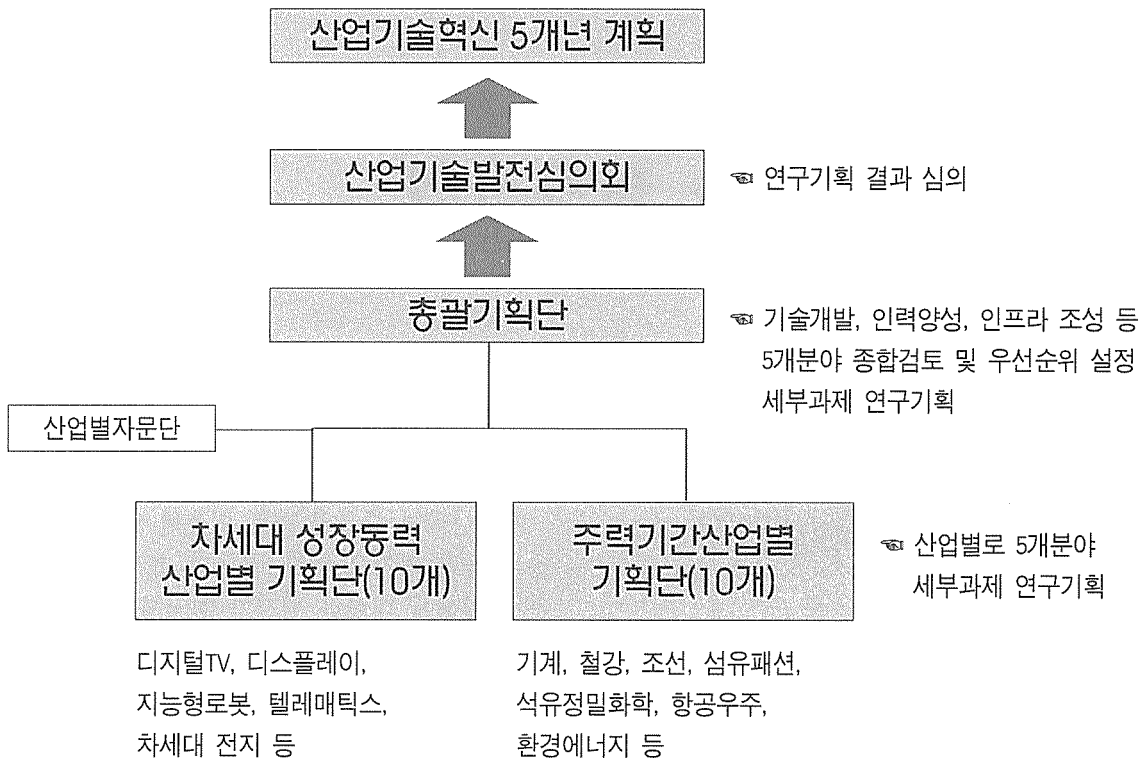 산업기술혁신 5개년 계획
산업기술발전심의회
☜ 연구기획 결과 심의
총괄기획단
☜ 기술개발, 인력양성, 인프라 조성 등
5개분야 종합검토 및 우선순위 설정
세부과제 연구기획
산업별자문단
차세대 성장동력
산업별 기획단(10개)
주력기간산업별
기획단(10개)
☜ 산업별로 5개분야
세부과제 연구기획
디지털TV, 디스플레이,
지능형로봇, 텔레매틱스,
차세대 전지 등
기계, 철강, 조선, 섬유패션,
석유정밀화학, 항공우주,
환경에너지 등